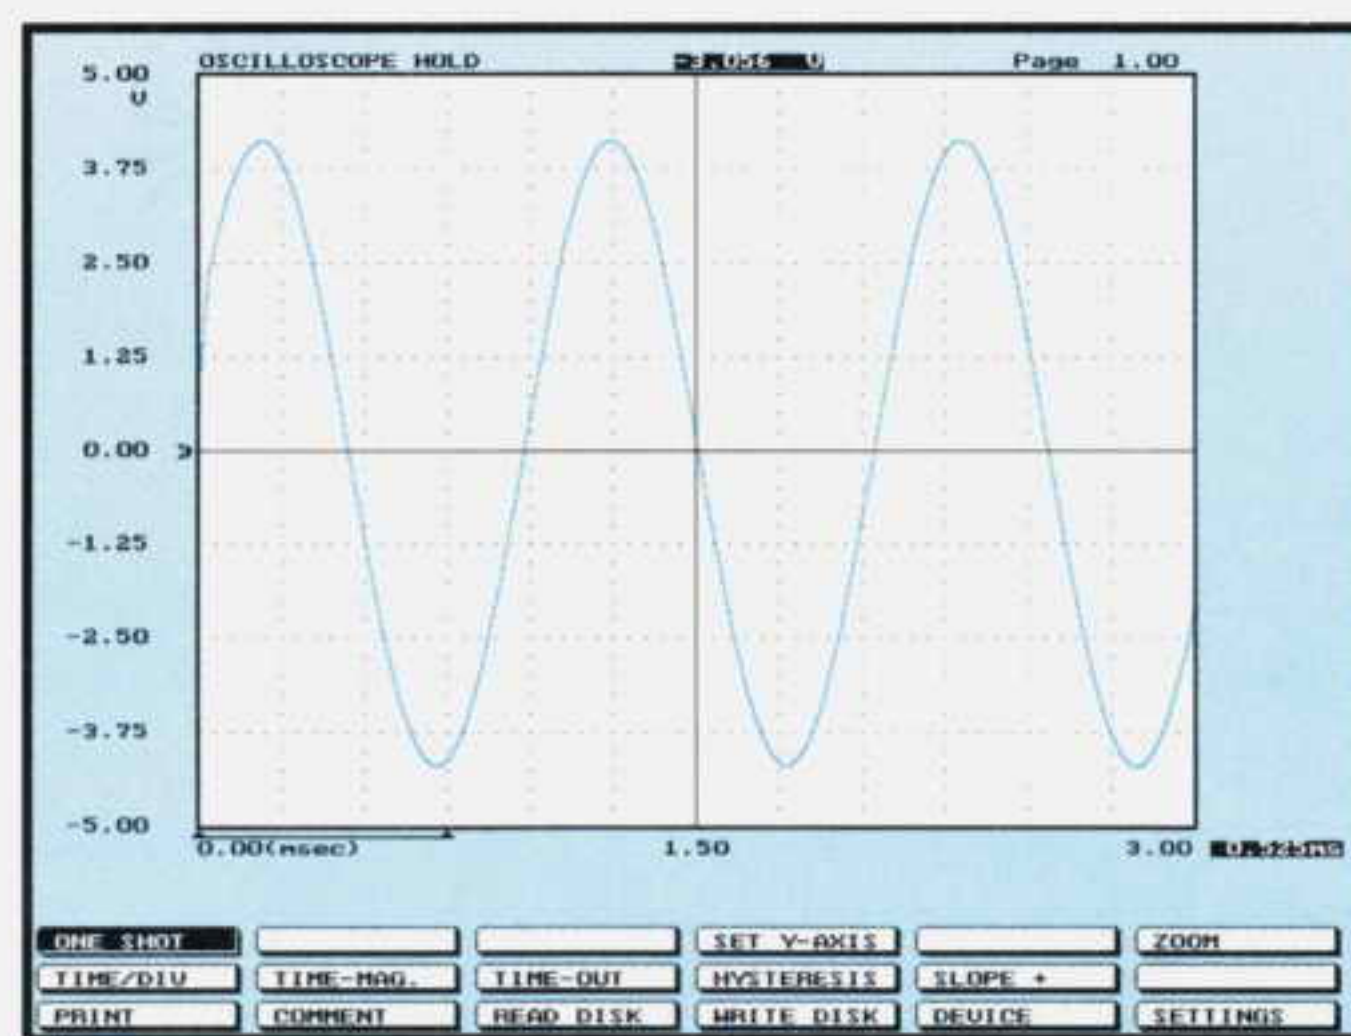 OSCILLOSCOPE HOLD Page 1.00
5.00
V
3.75
2.50
1.25
0.00
-1.25
-2.50
-3.75
-5.00
0.00(msec) 1.50 3.00
ONE SHOT SET Y-AXIS ZOOM
TIME/DIV TIME-MAG. TIME-OUT HYSTERESIS SLOPE +
PRINT COMMENT READ DISK WRITE DISK DEVICE SETTINGS